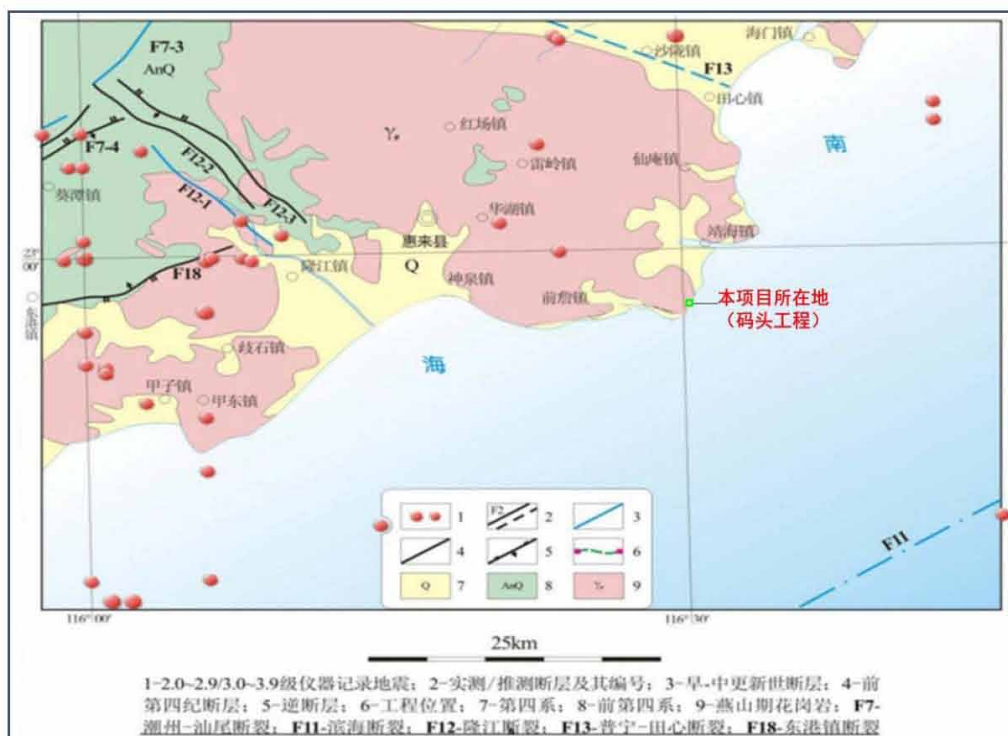 F7-3
AnQ
海门镇
沙陇镇
F13
田心镇
γₑ
红场镇
南
F7-4
F12-2
雷岭镇
仙庵镇
葵潭镇
F12-1
F12-3
华湖镇
惠来县
靖海镇
23°
00′
F18
隆江镇
Q
神泉镇
前詹镇
本项目所在地
（码头工程）
东港镇
歧石镇
海
甲子镇
甲东镇
1
F2
2
3
F11
4
5
6
Q
7
AnQ
8
γₑ
9
116°00′
116°30′
25km
1-2.0~2.9/3.0~3.9级仪器记录地震；2-实测/推测断层及其编号；3-早-中更新世断层；4-前
第四纪断层；5-逆断层；6-工程位置；7-第四系；8-前第四系；9-燕山期花岗岩；F7-
潮州-汕尾断裂；F11-滨海断裂；F12-隆江断裂；F13-普宁-田心断裂；F18-东港镇断裂